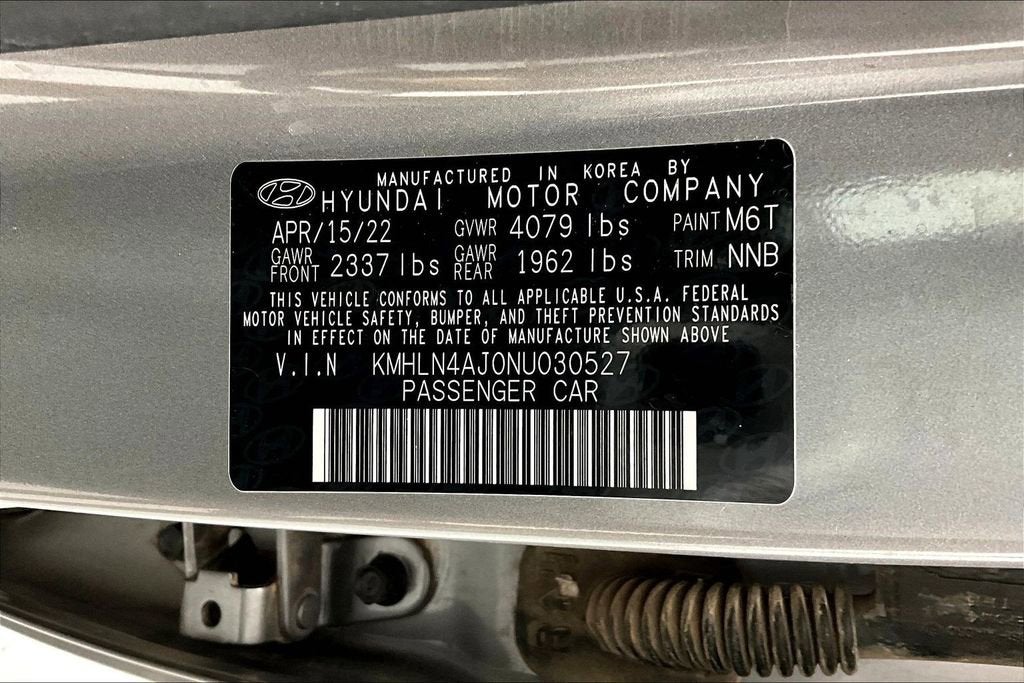 MANUFACTURED IN KOREA BY
HYUNDAI MOTOR COMPANY
APR/15/22 GVWR 4079 lbs PAINT M6T
GAWR FRONT 2337 lbs GAWR REAR 1962 lbs TRIM NNB
THIS VEHICLE CONFORMS TO ALL APPLICABLE U.S.A. FEDERAL
MOTOR VEHICLE SAFETY, BUMPER, AND THEFT PREVENTION STANDARDS
IN EFFECT ON THE DATE OF MANUFACTURE SHOWN ABOVE
V.I.N KMHLN4AJ0NU030527
PASSENGER CAR